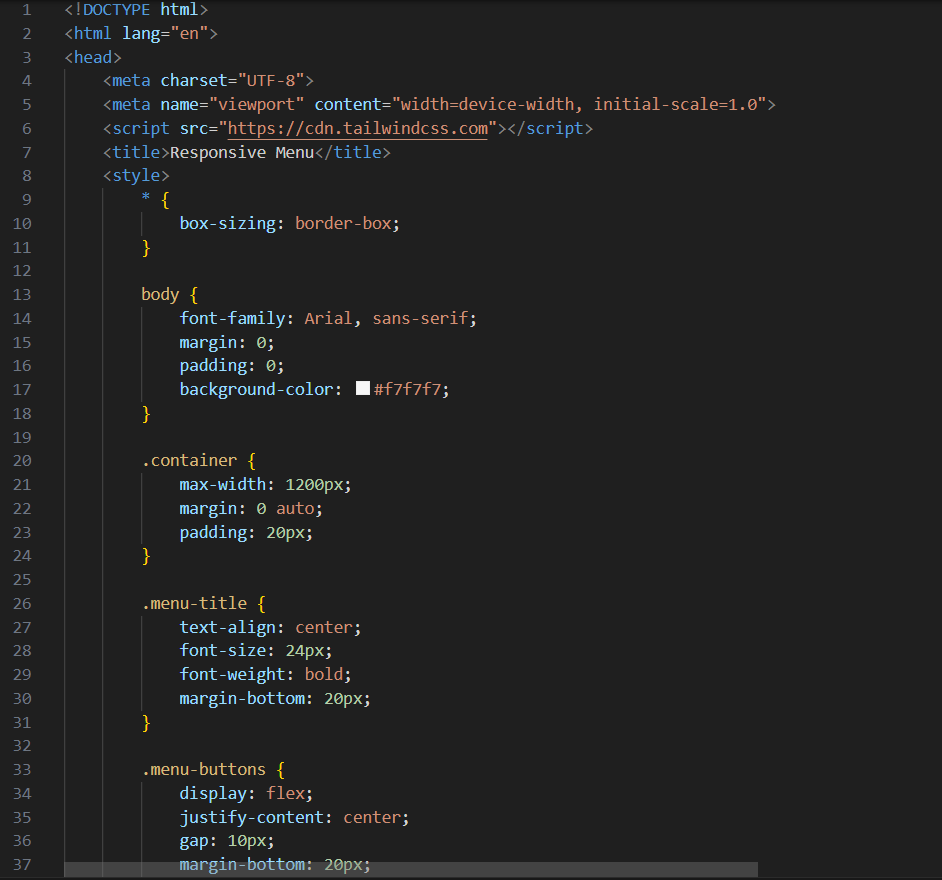 1 <!DOCTYPE html>
2 <html lang="en">
3 <head>
4     <meta charset="UTF-8">
5     <meta name="viewport" content="width=device-width, initial-scale=1.0">
6     <script src="https://cdn.tailwindcss.com"></script>
7     <title>Responsive Menu</title>
8     <style>
9         * {
10             box-sizing: border-box;
11         }
12
13         body {
14             font-family: Arial, sans-serif;
15             margin: 0;
16             padding: 0;
17             background-color: #f7f7f7;
18         }
19
20         .container {
21             max-width: 1200px;
22             margin: 0 auto;
23             padding: 20px;
24         }
25
26         .menu-title {
27             text-align: center;
28             font-size: 24px;
29             font-weight: bold;
30             margin-bottom: 20px;
31         }
32
33         .menu-buttons {
34             display: flex;
35             justify-content: center;
36             gap: 10px;
37             margin-bottom: 20px;